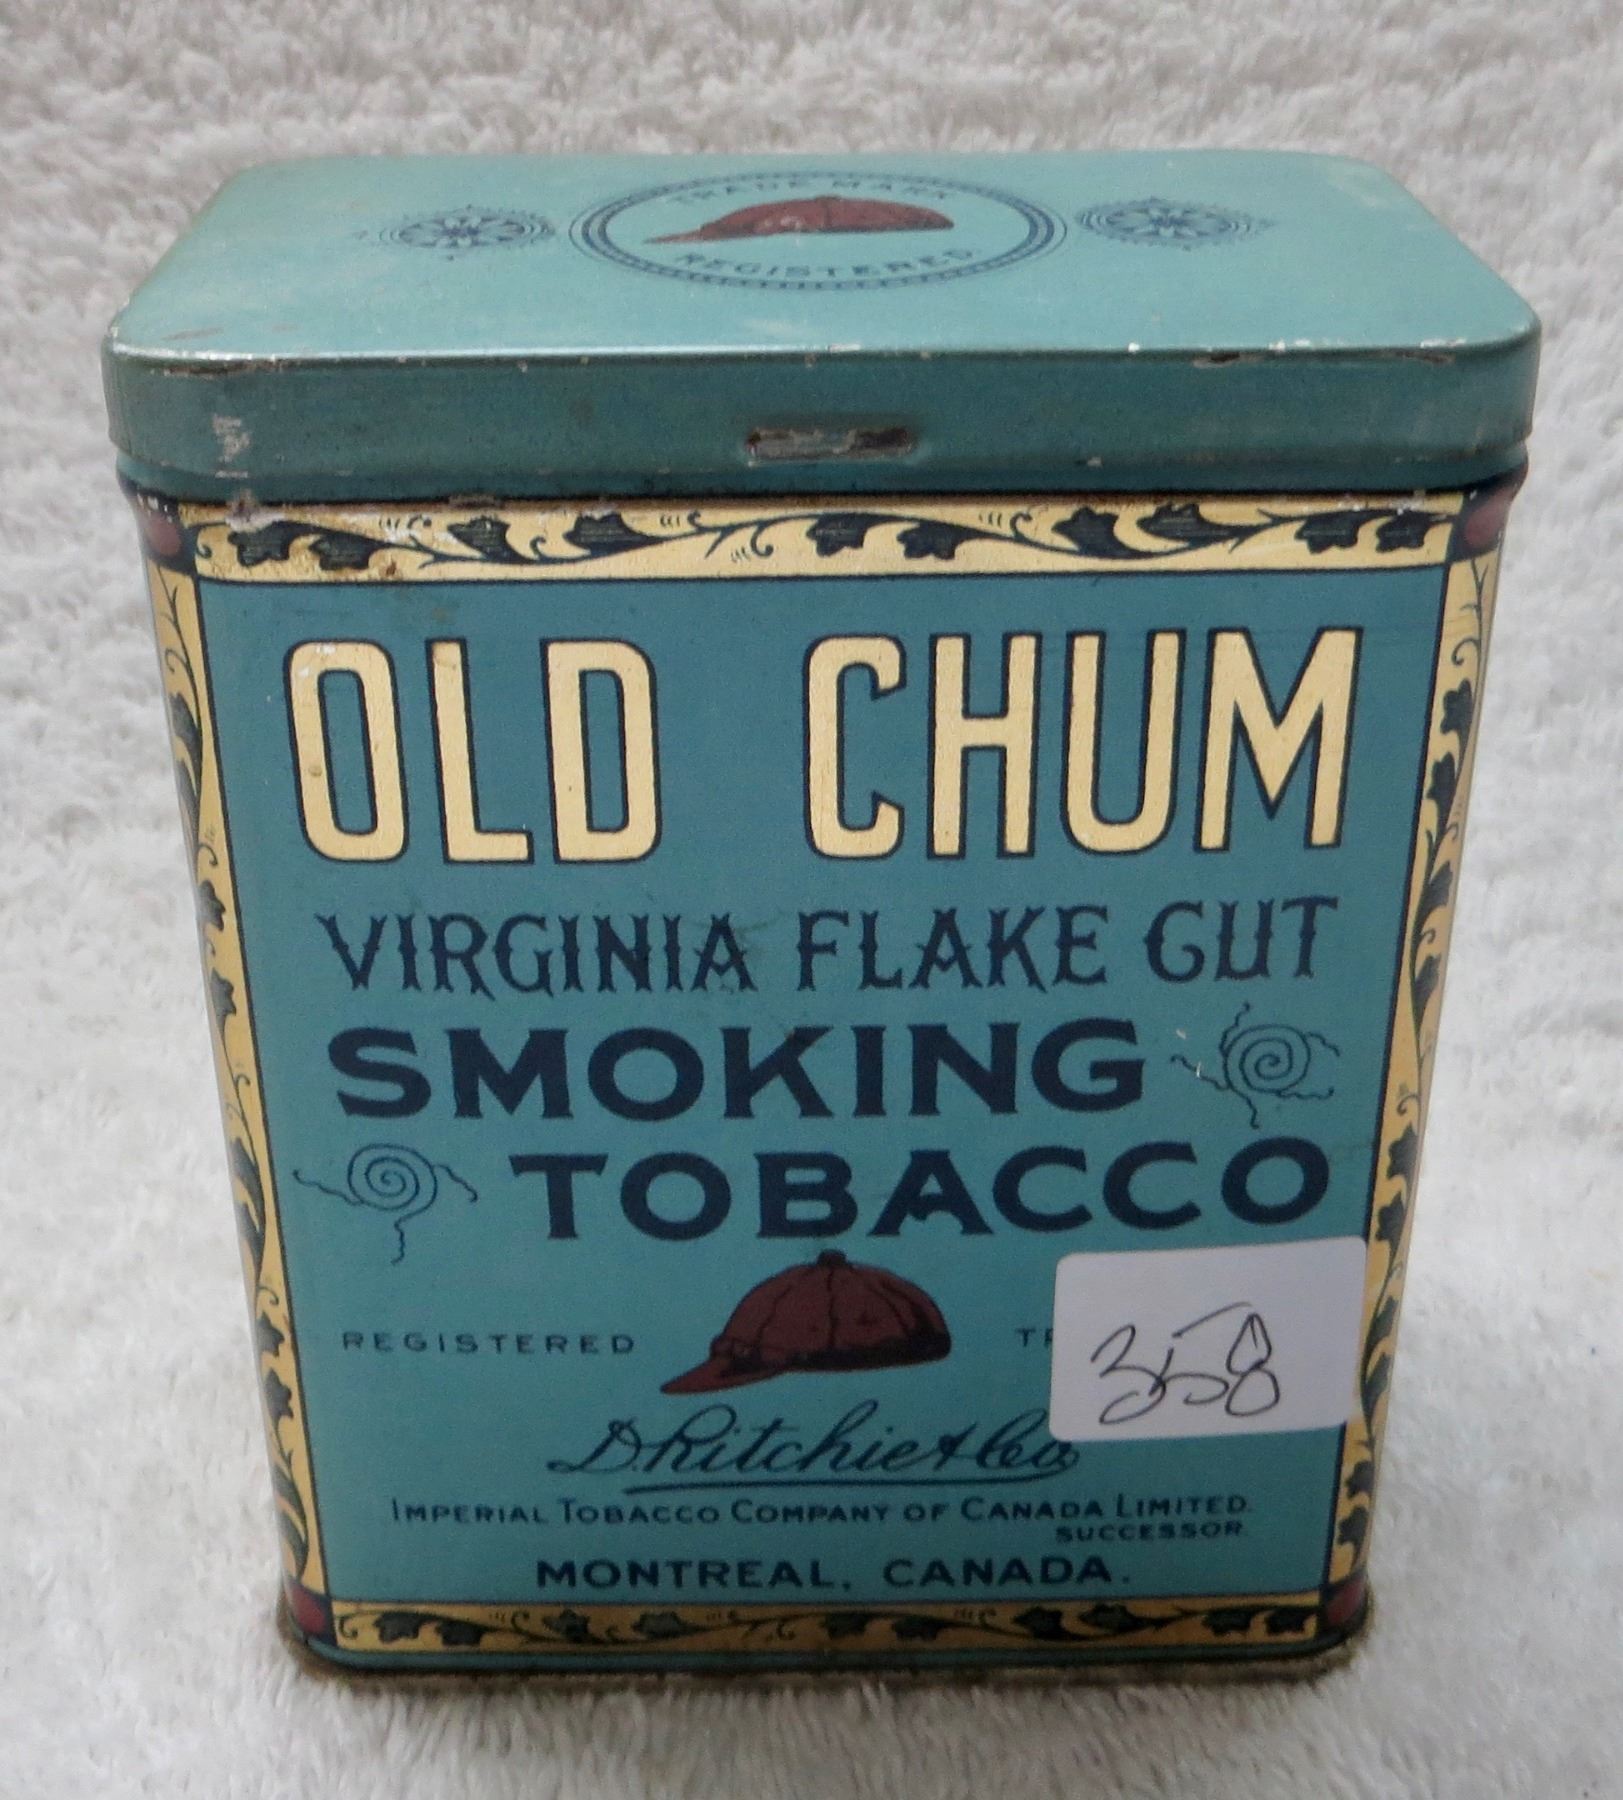 TRADE MARK
REGISTERED
OLD CHUM
VIRGINIA FLAKE CUT
SMOKING
TOBACCO
REGISTERED
358
D. Ritchie & Co.
IMPERIAL TOBACCO COMPANY OF CANADA LIMITED.
SUCCESSOR
MONTREAL, CANADA.